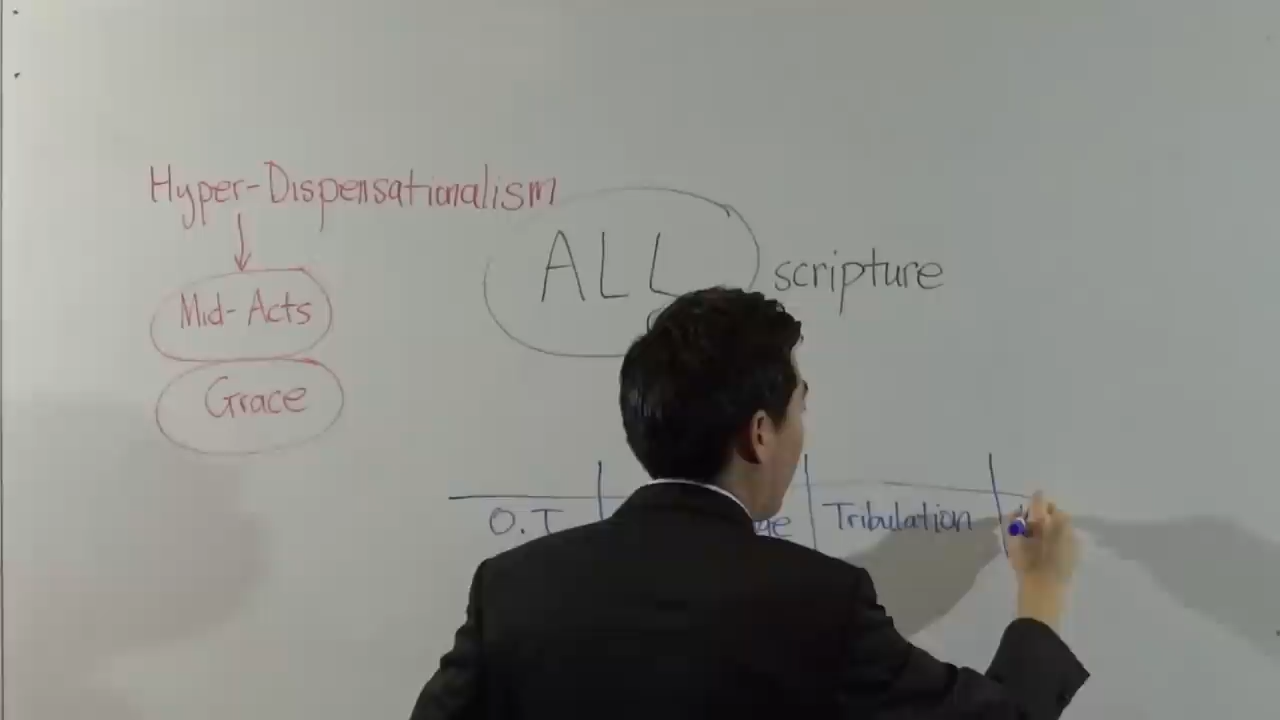 Hyper-Dispensationalism
ALL scripture
Mid-Acts
Grace
O.T
Tribulation